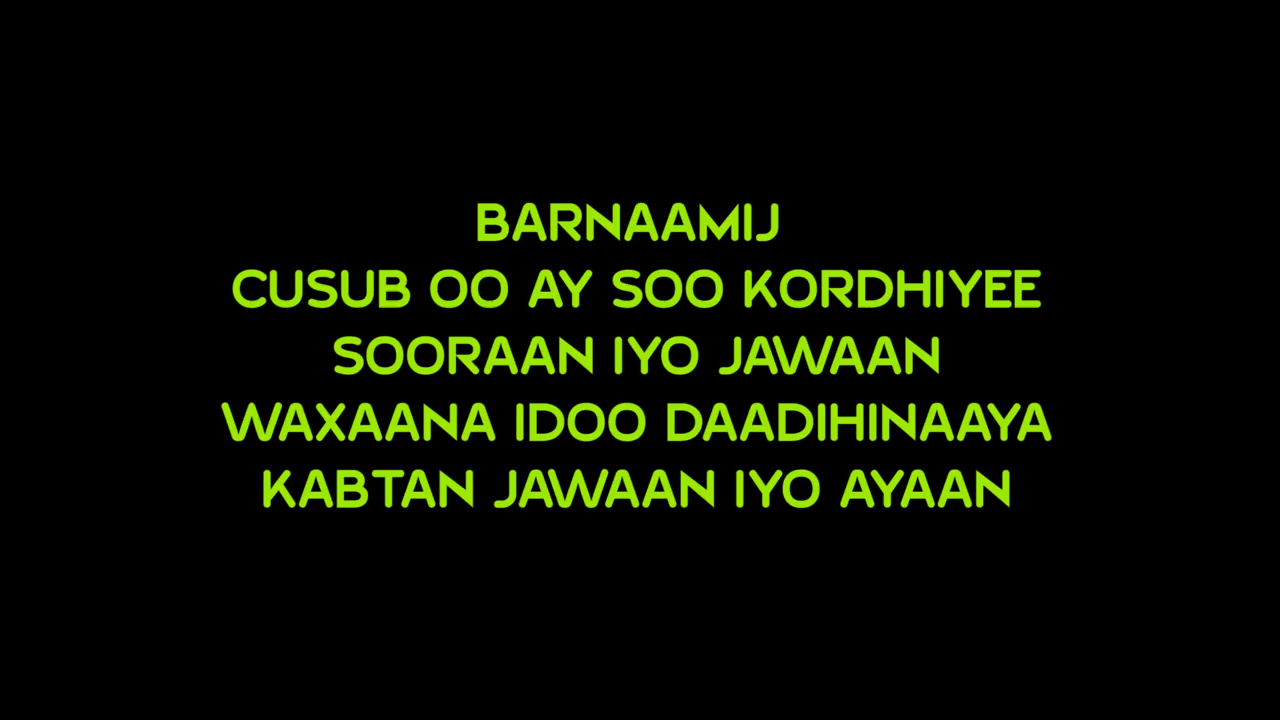 BARNAAMIJ
CUSUB OO AY SOO KORDHIYEE
SOORAAN IYO JAWAAN
WAXAANA IDOO DAADIHINAAYA
KABTAN JAWAAN IYO AYAAN